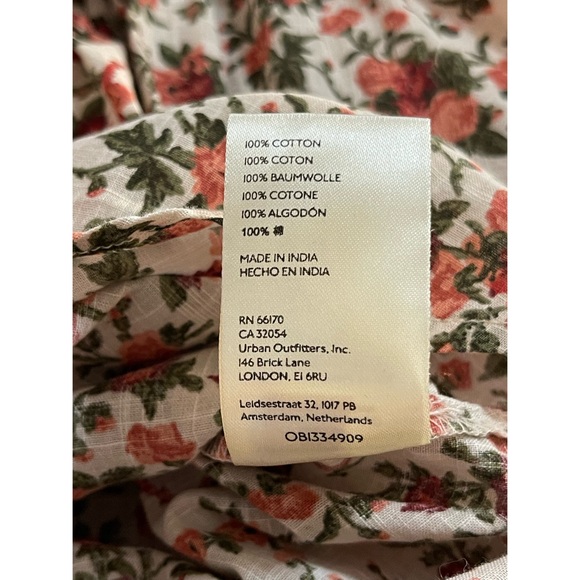 100% COTTON
100% COTON
100% BAUMWOLLE
100% COTONE
100% ALGODÓN
100% 棉
MADE IN INDIA
HECHO EN INDIA
RN 66170
CA 32054
Urban Outfitters, Inc.
146 Brick Lane
LONDON, E1 6RU
Leidsestraat 32, 1017 PB
Amsterdam, Netherlands
OB1334909